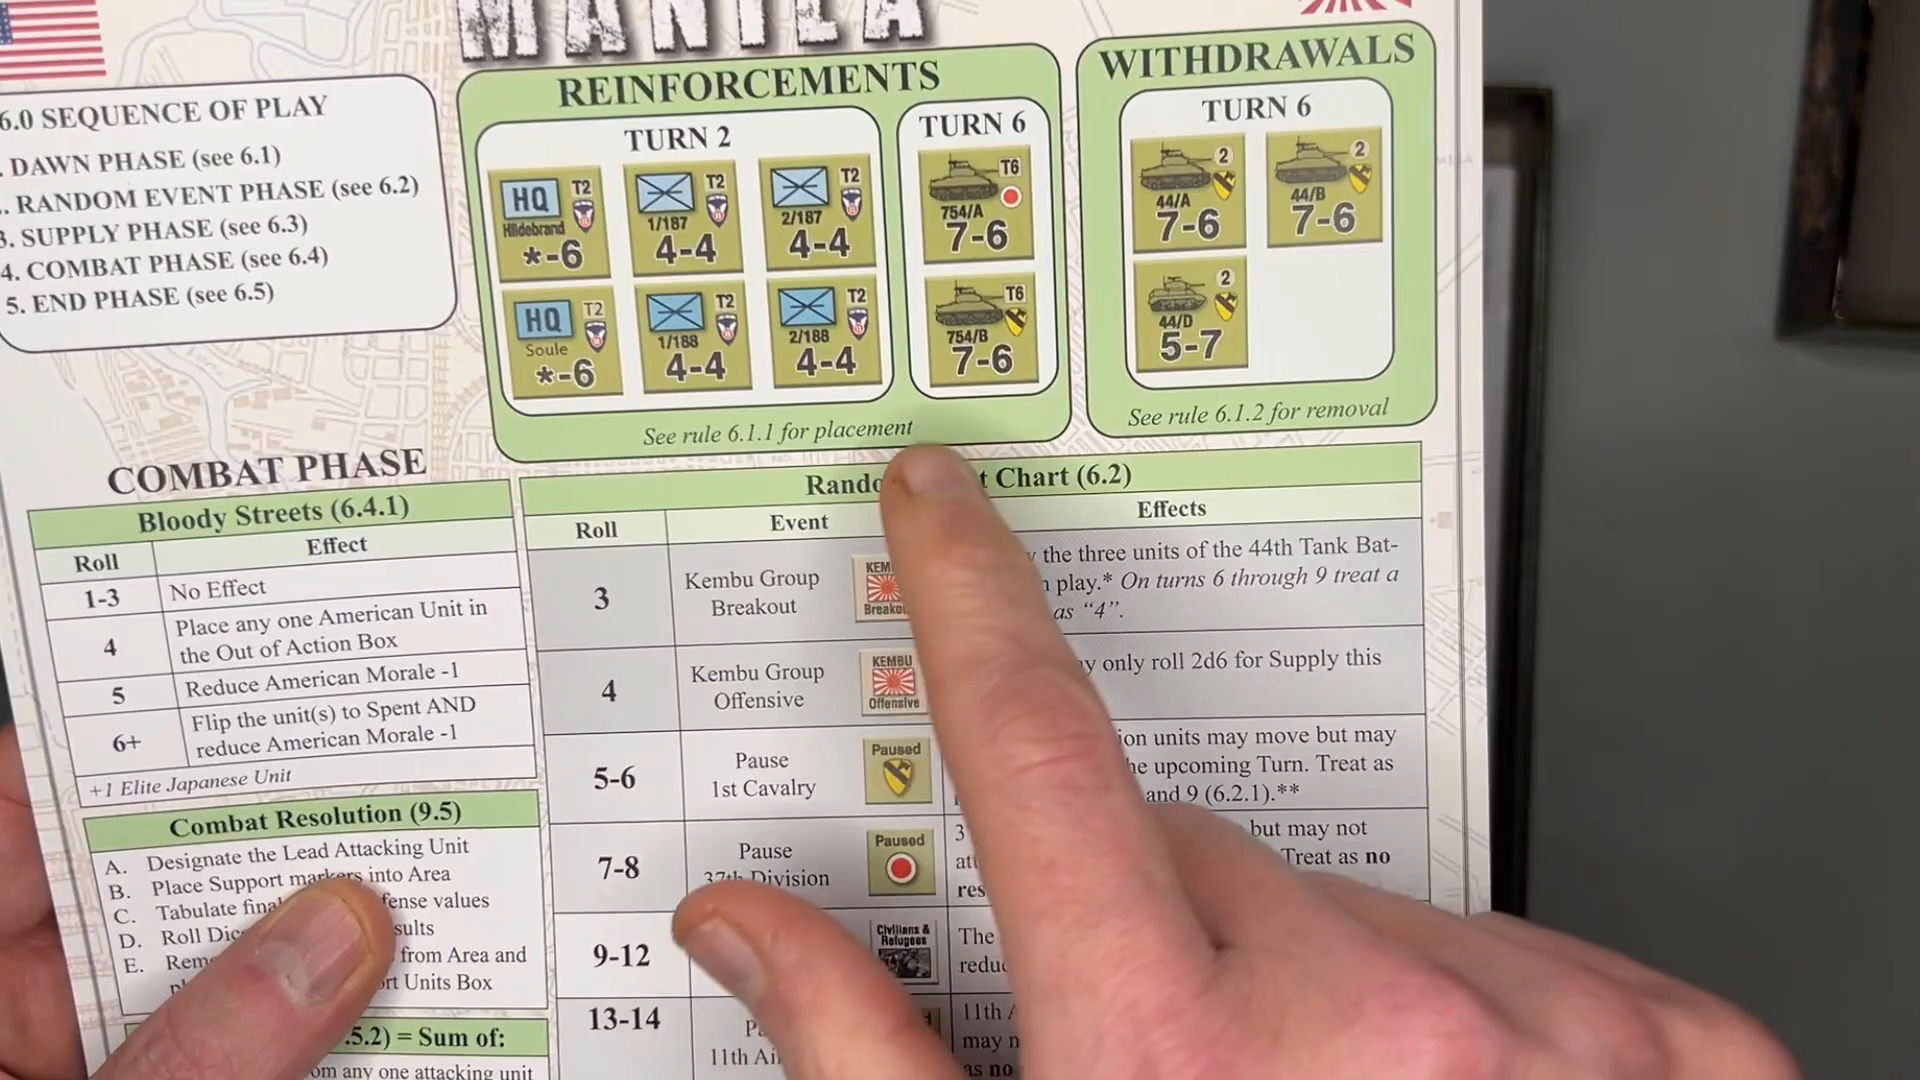 MANILA
6.0 SEQUENCE OF PLAY
. DAWN PHASE (see 6.1)
. RANDOM EVENT PHASE (see 6.2)
3. SUPPLY PHASE (see 6.3)
4. COMBAT PHASE (see 6.4)
5. END PHASE (see 6.5)
REINFORCEMENTS
TURN 2
HQ T2
Hildebrand
*-6
T2
1/187
4-4
T2
2/187
4-4
HQ T2
Soule
*-6
T2
1/188
4-4
T2
2/188
4-4
TURN 6
T6
754/A
7-6
T6
754/B
7-6
See rule 6.1.1 for placement
WITHDRAWALS
TURN 6
2
44/A
7-6
2
44/B
7-6
2
44/D
5-7
See rule 6.1.2 for removal
COMBAT PHASE
Bloody Streets (6.4.1)
Roll Effect
1-3 No Effect
4 Place any one American Unit in
the Out of Action Box
5 Reduce American Morale -1
6+ Flip the unit(s) to Spent AND
reduce American Morale -1
+1 Elite Japanese Unit
Combat Resolution (9.5)
A. Designate the Lead Attacking Unit
B. Place Support markers into Area
C. Tabulate fense values
D. Roll sults
E. from Area and
Units Box
.5.2) = Sum of:
any one attacking unit
Chart (6.2)
Roll Event Effects
3 Kembu Group
Breakout
the three units of the 44th Tank Bat-
play.* On turns 6 through 9 treat a
as “4”.
4 Kembu Group
Offensive
KEMBU
Offensive
only roll 2d6 for Supply this
5-6 Pause
1st Cavalry
Paused
ion units may move but may
he upcoming Turn. Treat as
and 9 (6.2.1).**
7-8 Pause
37th Division
Paused
but may not
Treat as no
9-12
Civilians &
Refugees
The
13-14
11th
11th
may
as no